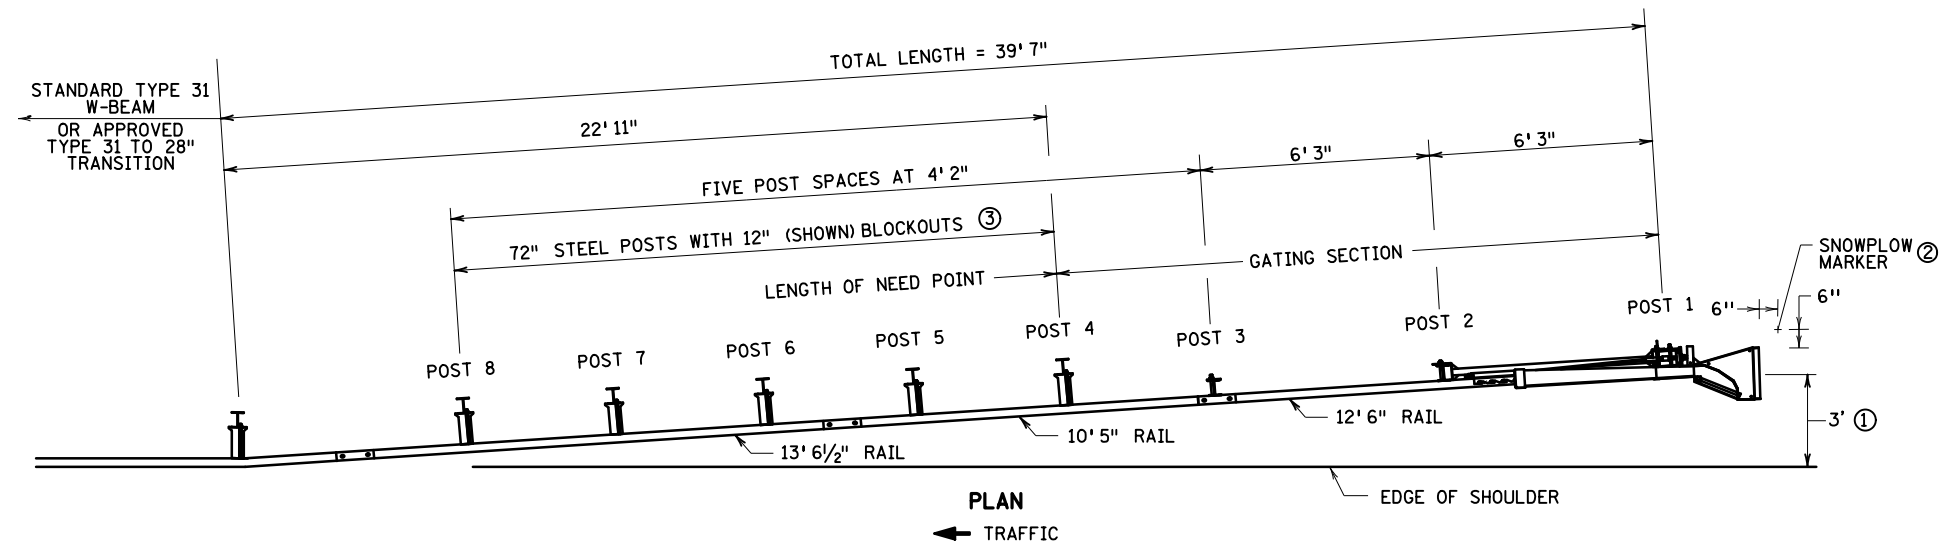 TOTAL LENGTH = 39'7"
STANDARD TYPE 31
W-BEAM
OR APPROVED
TYPE 31 TO 28"
TRANSITION
22'11"
6'3"
6'3"
FIVE POST SPACES AT 4'2"
72" STEEL POSTS WITH 12" (SHOWN) BLOCKOUTS ③
GATING SECTION
LENGTH OF NEED POINT
SNOWPLOW ②
MARKER
6"
6"
POST 1
POST 2
POST 3
POST 4
POST 5
POST 6
POST 7
POST 8
12'6" RAIL
10'5" RAIL
13'6½" RAIL
3' ①
EDGE OF SHOULDER
PLAN
TRAFFIC